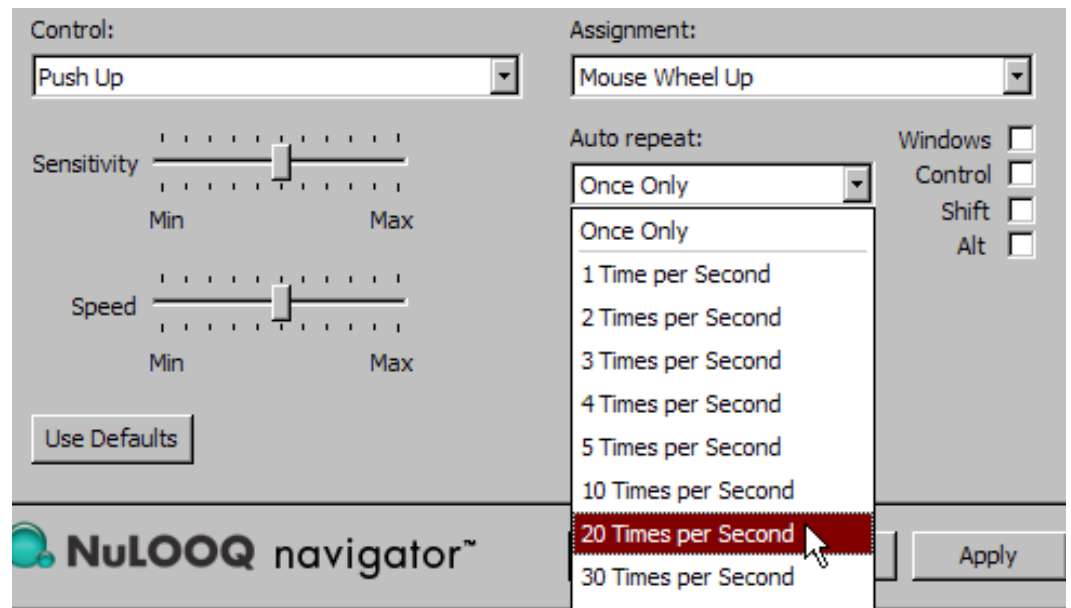 Control:
Push Up
Sensitivity
Min Max
Speed
Min Max
Use Defaults
Assignment:
Mouse Wheel Up
Auto repeat:
Once Only
Once Only
1 Time per Second
2 Times per Second
3 Times per Second
4 Times per Second
5 Times per Second
10 Times per Second
20 Times per Second
30 Times per Second
Windows
Control
Shift
Alt
NuLOOQ navigator™
Apply